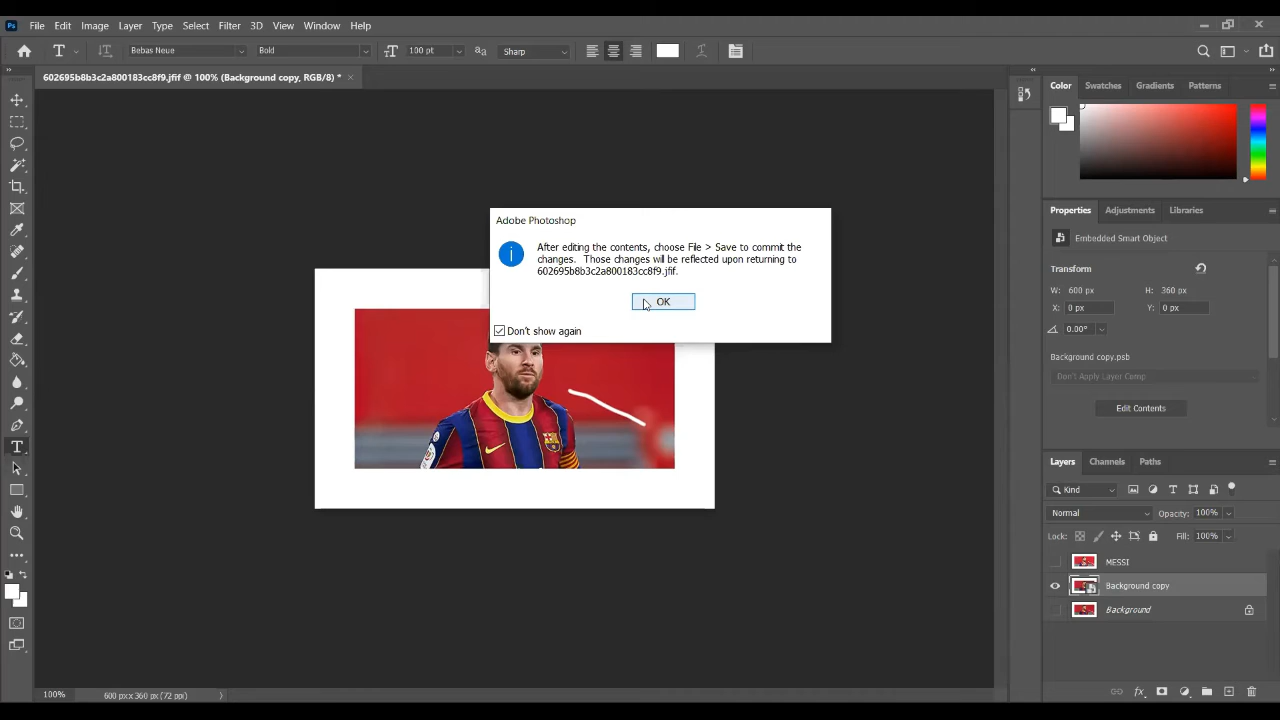 Ps File Edit Image Layer Type Select Filter 3D View Window Help
T Bebas Neue Bold 100 pt Sharp
602695b8b3c2a800183cc8f9.jfif @ 100% (Background copy, RGB/8) *
Color Swatches Gradients Patterns
Adobe Photoshop
After editing the contents, choose File > Save to commit the
changes. Those changes will be reflected upon returning to
602695b8b3c2a800183cc8f9.jfif.
OK
Don't show again
Properties Adjustments Libraries
Embedded Smart Object
Transform
W: 600 px H: 360 px
X: 0 px Y: 0 px
0.00°
Background copy.psb
Don't Apply Layer Comp
Edit Contents
Layers Channels Paths
Kind
Normal Opacity: 100%
Lock: Fill: 100%
MESSI
Background copy
Background
100% 600 px x 360 px (72 ppi)